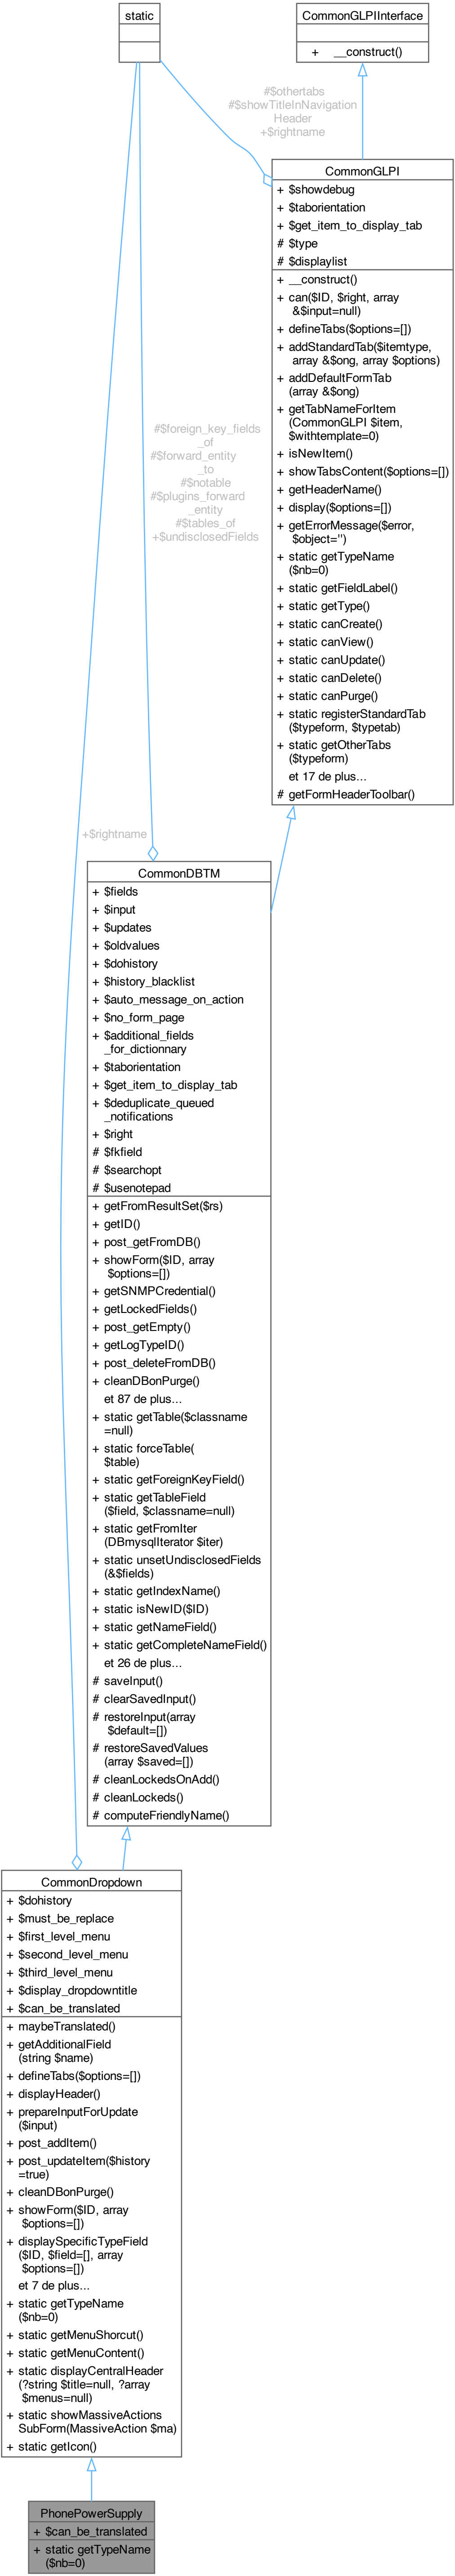 static
CommonGLPIInterface
+ __construct()
#$othertabs
#$showTitleInNavigation
Header
+$rightname
CommonGLPI
+ $showdebug
+ $taborientation
+ $get_item_to_display_tab
# $type
# $displaylist
+ __construct()
+ can($ID, $right, array
&$input=null)
+ defineTabs($options=[])
+ addStandardTab($itemtype,
array &$ong, array $options)
+ addDefaultFormTab
(array &$ong)
+ getTabNameForItem
(CommonGLPI $item,
$withtemplate=0)
+ isNewItem()
+ showTabsContent($options=[])
+ getHeaderName()
+ display($options=[])
+ getErrorMessage($error,
$object='')
+ static getTypeName
($nb=0)
+ static getFieldLabel()
+ static getType()
+ static canCreate()
+ static canView()
+ static canUpdate()
+ static canDelete()
+ static canPurge()
+ static registerStandardTab
($typeform, $typetab)
+ static getOtherTabs
($typeform)
et 17 de plus...
# getFormHeaderToolbar()
#$foreign_key_fields
_of
#$forward_entity
_to
#$notable
#$plugins_forward
_entity
#$tables_of
+$undisclosedFields
+$rightname
CommonDBTM
+ $fields
+ $input
+ $updates
+ $oldvalues
+ $dohistory
+ $history_blacklist
+ $auto_message_on_action
+ $no_form_page
+ $additional_fields
_for_dictionnary
+ $taborientation
+ $get_item_to_display_tab
+ $deduplicate_queued
_notifications
+ $right
# $fkfield
# $searchopt
# $usenotepad
+ getFromResultSet($rs)
+ getID()
+ post_getFromDB()
+ showForm($ID, array
$options=[])
+ getSNMPCredential()
+ getLockedFields()
+ post_getEmpty()
+ getLogTypeID()
+ post_deleteFromDB()
+ cleanDBonPurge()
et 87 de plus...
+ static getTable($classname
=null)
+ static forceTable(
$table)
+ static getForeignKeyField()
+ static getTableField
($field, $classname=null)
+ static getFromIter
(DBmysqlIterator $iter)
+ static unsetUndisclosedFields
(&$fields)
+ static getIndexName()
+ static isNewID($ID)
+ static getNameField()
+ static getCompleteNameField()
et 26 de plus...
# saveInput()
# clearSavedInput()
# restoreInput(array
$default=[])
# restoreSavedValues
(array $saved=[])
# cleanLockedsOnAdd()
# cleanLockeds()
# computeFriendlyName()
CommonDropdown
+ $dohistory
+ $must_be_replace
+ $first_level_menu
+ $second_level_menu
+ $third_level_menu
+ $display_dropdowntitle
+ $can_be_translated
+ maybeTranslated()
+ getAdditionalField
(string $name)
+ defineTabs($options=[])
+ displayHeader()
+ prepareInputForUpdate
($input)
+ post_addItem()
+ post_updateItem($history
=true)
+ cleanDBonPurge()
+ showForm($ID, array
$options=[])
+ displaySpecificTypeField
($ID, $field=[], array
$options=[])
et 7 de plus...
+ static getTypeName
($nb=0)
+ static getMenuShorcut()
+ static getMenuContent()
+ static displayCentralHeader
(?string $title=null, ?array
$menus=null)
+ static showMassiveActions
SubForm(MassiveAction $ma)
+ static getIcon()
PhonePowerSupply
+ $can_be_translated
+ static getTypeName
($nb=0)